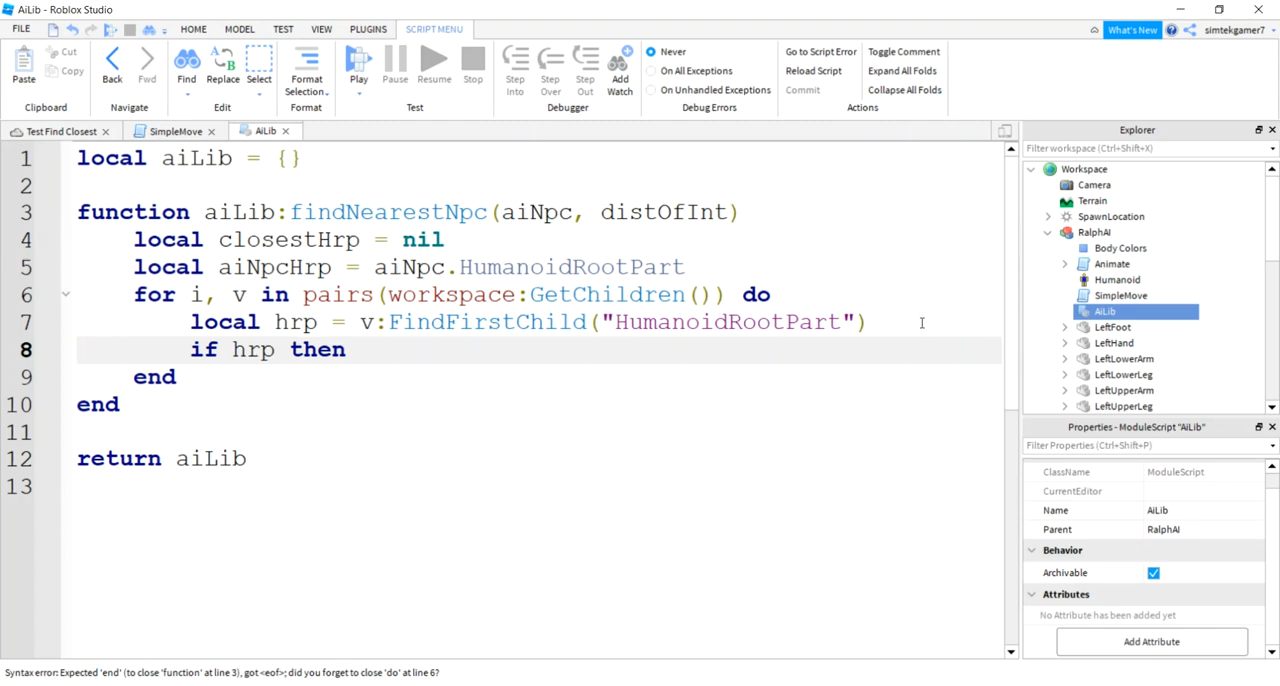 AiLib - Roblox Studio
FILE HOME MODEL TEST VIEW PLUGINS SCRIPT MENU What's New simtekgamer7
Paste Cut Copy
Clipboard
Back Fwd
Navigate
Find Replace Select
Edit
Format Selection
Format
Play Pause Resume Stop
Test
Step Into Step Over Step Out Add Watch
Debugger
Never
On All Exceptions
On Unhandled Exceptions
Debug Errors
Go to Script Error Toggle Comment
Reload Script Expand All Folds
Commit Collapse All Folds
Actions
Test Find Closest SimpleMove AiLib
1 local aiLib = {}
2
3 function aiLib:findNearestNpc(aiNpc, distOfInt)
4 local closestHrp = nil
5 local aiNpcHrp = aiNpc.HumanoidRootPart
6 for i, v in pairs(workspace:GetChildren()) do
7 local hrp = v:FindFirstChild("HumanoidRootPart")
8 if hrp then
9 end
10 end
11
12 return aiLib
13
Explorer
Filter workspace (Ctrl+Shift+X)
Workspace
Camera
Terrain
SpawnLocation
RalphAI
Body Colors
Animate
Humanoid
SimpleMove
AiLib
LeftFoot
LeftHand
LeftLowerArm
LeftLowerLeg
LeftUpperArm
LeftUpperLeg
Properties - ModuleScript "AiLib"
Filter Properties (Ctrl+Shift+P)
ClassName ModuleScript
CurrentEditor
Name AiLib
Parent RalphAI
Behavior
Archivable
Attributes
No Attribute has been added yet
Add Attribute
Syntax error: Expected 'end' (to close 'function' at line 3), got <eof>; did you forget to close 'do' at line 6?